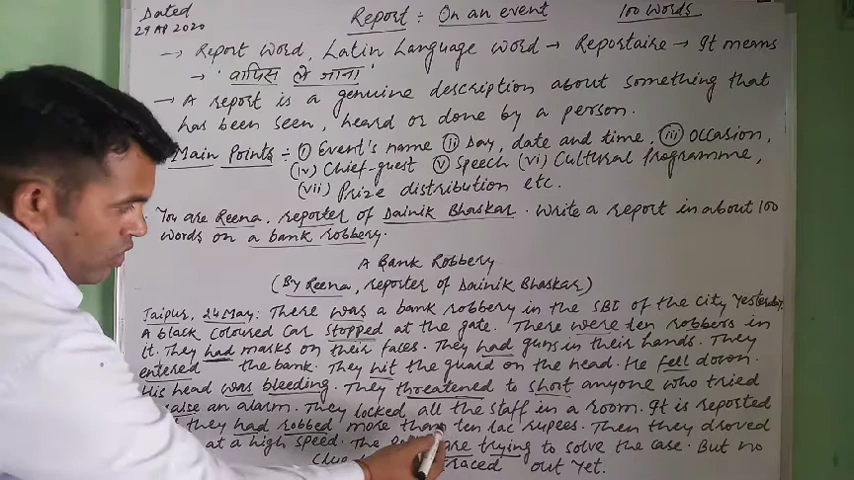 Dated
29 AP 2020
Report ÷ On an event
100 words
→ Report word, Latin Language word → Reportaire → It means
→ 'वापिस ले जाना'
→ A report is a genuine description about something that
has been seen, heard or done by a person.
Main Points ÷ (i) Event's name (ii) Day, date and time, (iii) Occasion,
(iv) Chief-guest (v) Speech (vi) Cultural programme,
(vii) Prize distribution etc.
You are Reena, reporter of Dainik Bhaskar. Write a report in about 100
words on a bank robbery.
A Bank Robbery
(By Reena, reporter of Dainik Bhaskar)
Jaipur, 24 May: There was a bank robbery in the SBI of the city Yesterday.
A black coloured car stopped at the gate. There were ten robbers in
it. They had masks on their faces. They had guns in their hands. They
entered the bank. They hit the guard on the head. He fell down.
His head was bleeding. They threatened to shoot anyone who tried
raise an alarm. They locked all the staff in a room. It is reported
they had robbed more than ten lac rupees. Then they droved
at a high speed. The are trying to solve the case. But no
out yet.